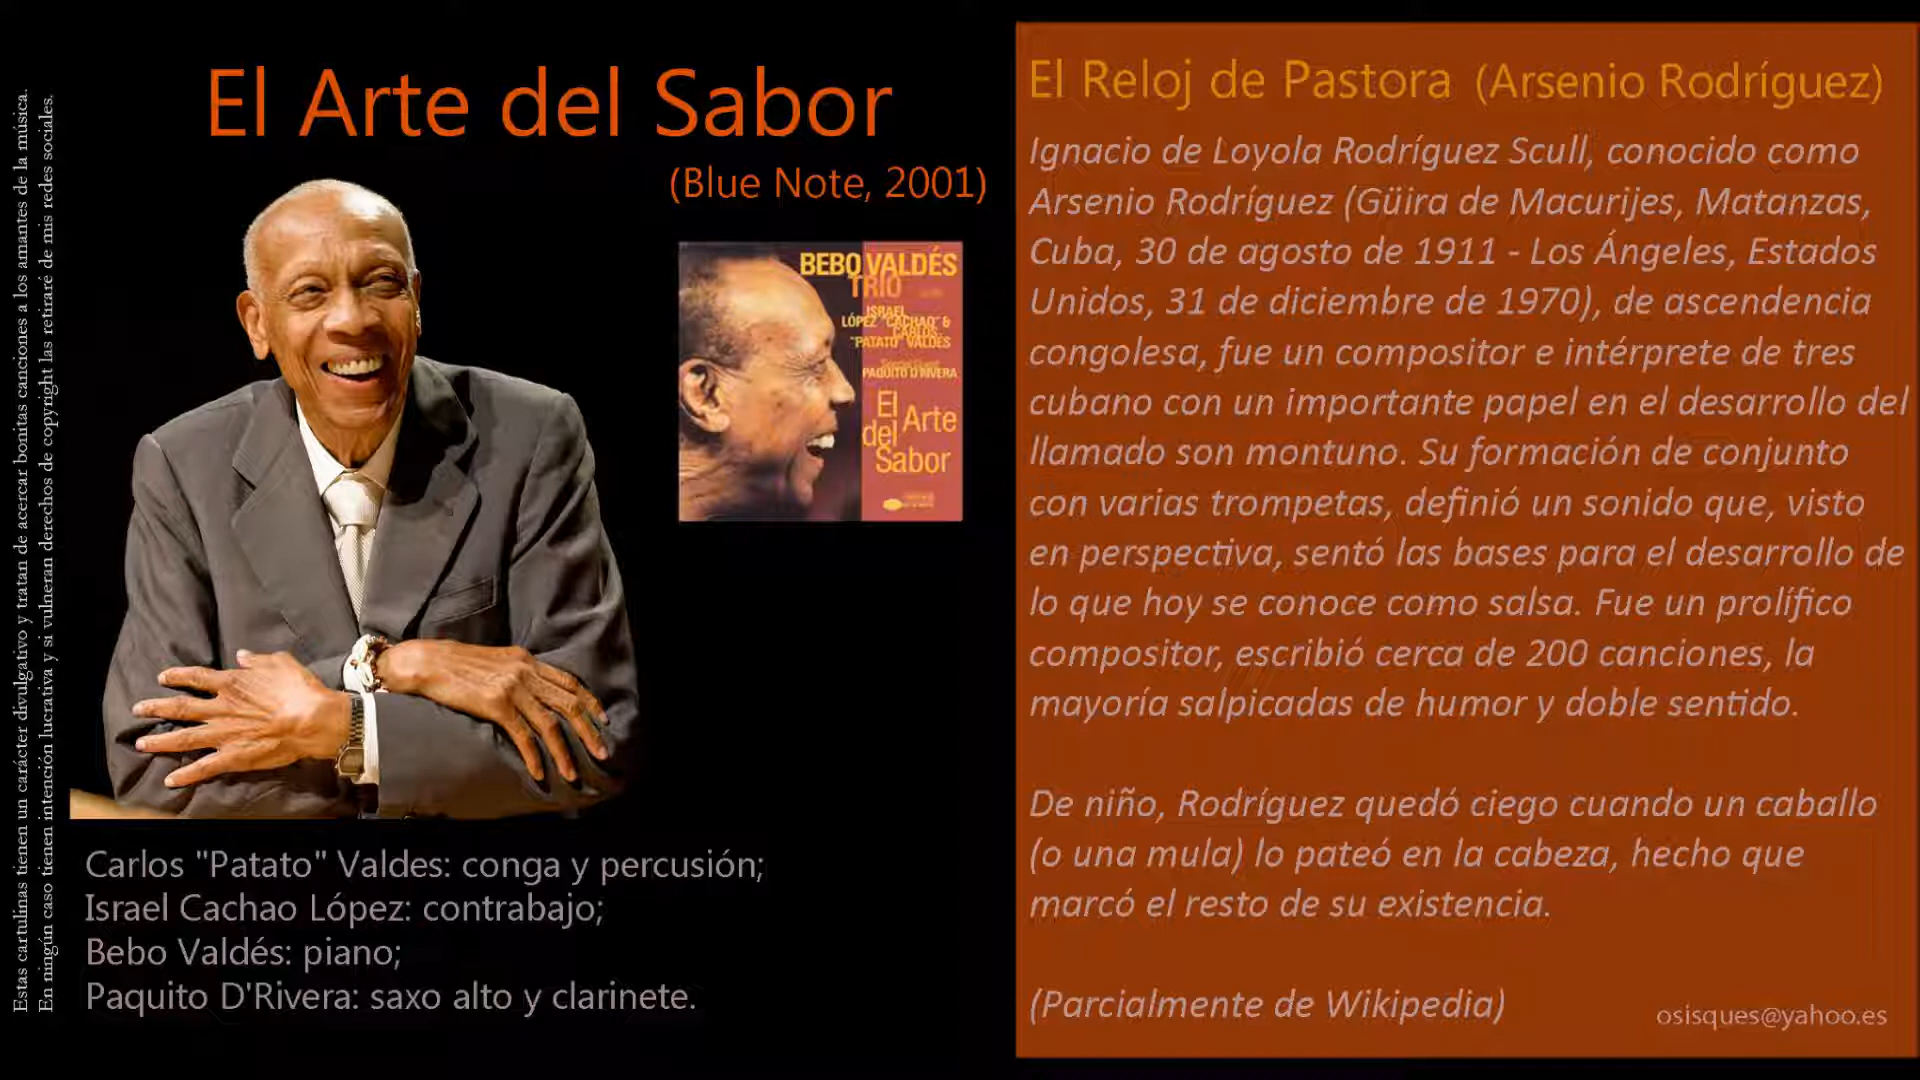 Estas cartulinas tienen un carácter divulgativo y tratan de acercar bonitas canciones a los amantes de la música.
En ningún caso tienen intención lucrativa y si vulneran derechos de copyright las retiraré de mis redes sociales.
El Arte del Sabor
(Blue Note, 2001)
BEBO VALDÉS
TRIO
ISRAEL
LÓPEZ "CACHAO" &
CARLOS
"PATATO" VALDÉS
PAQUITO D'RIVERA
El Arte
del
Sabor
Carlos "Patato" Valdes: conga y percusión;
Israel Cachao López: contrabajo;
Bebo Valdés: piano;
Paquito D'Rivera: saxo alto y clarinete.
El Reloj de Pastora (Arsenio Rodríguez)
Ignacio de Loyola Rodríguez Scull, conocido como
Arsenio Rodríguez (Güira de Macurijes, Matanzas,
Cuba, 30 de agosto de 1911 - Los Ángeles, Estados
Unidos, 31 de diciembre de 1970), de ascendencia
congolesa, fue un compositor e intérprete de tres
cubano con un importante papel en el desarrollo del
llamado son montuno. Su formación de conjunto
con varias trompetas, definió un sonido que, visto
en perspectiva, sentó las bases para el desarrollo de
lo que hoy se conoce como salsa. Fue un prolífico
compositor, escribió cerca de 200 canciones, la
mayoría salpicadas de humor y doble sentido.
De niño, Rodríguez quedó ciego cuando un caballo
(o una mula) lo pateó en la cabeza, hecho que
marcó el resto de su existencia.
(Parcialmente de Wikipedia)
osisques@yahoo.es